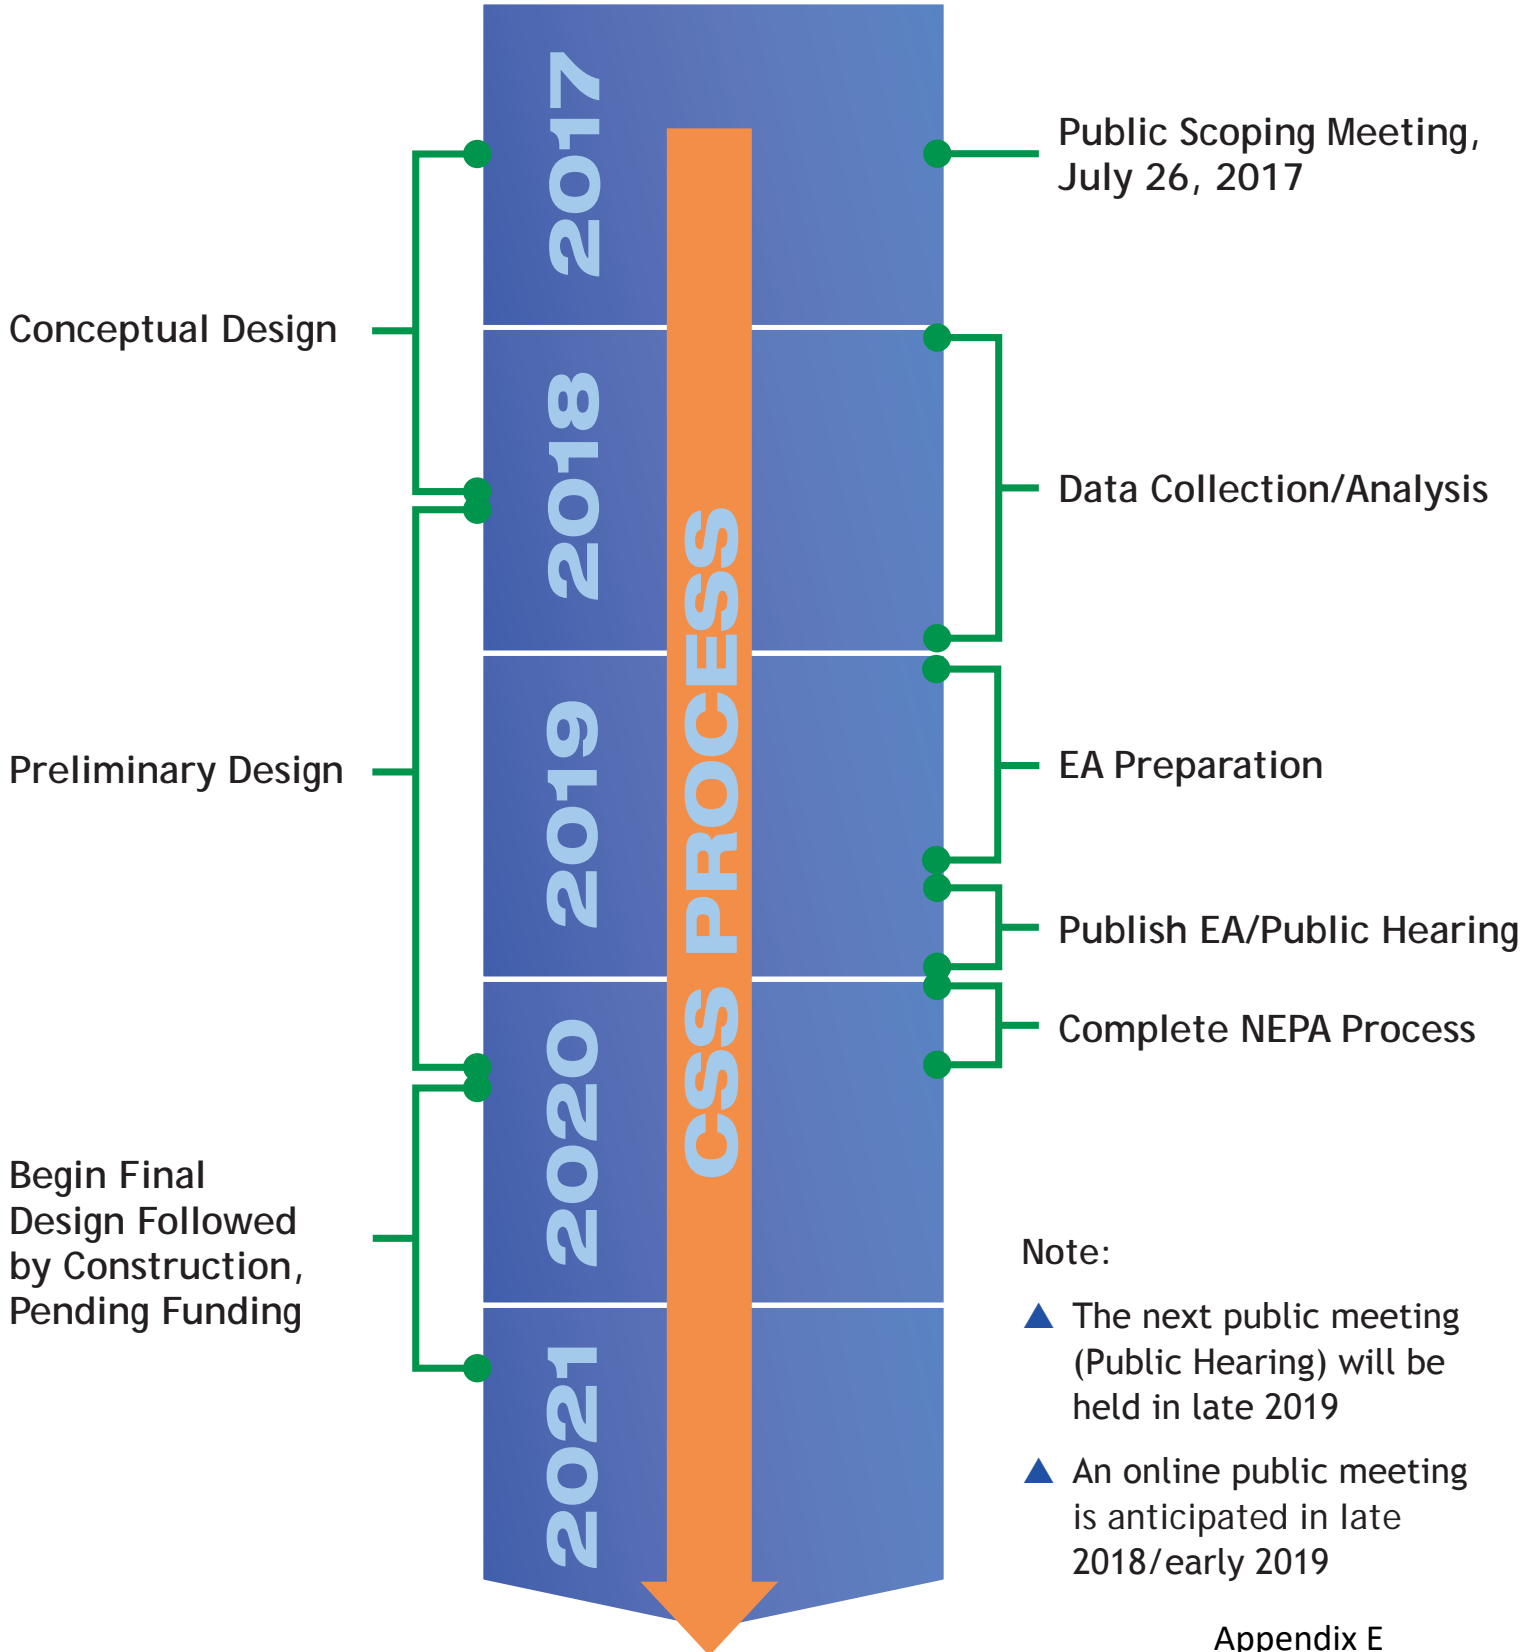 2017
Public Scoping Meeting,
July 26, 2017
Conceptual Design
2018
Data Collection/Analysis
CSS PROCESS
2019
Preliminary Design
EA Preparation
Publish EA/Public Hearing
2020
Complete NEPA Process
Begin Final
Design Followed
by Construction,
Pending Funding
2021
Note:
The next public meeting
(Public Hearing) will be
held in late 2019
An online public meeting
is anticipated in late
2018/early 2019
Appendix E